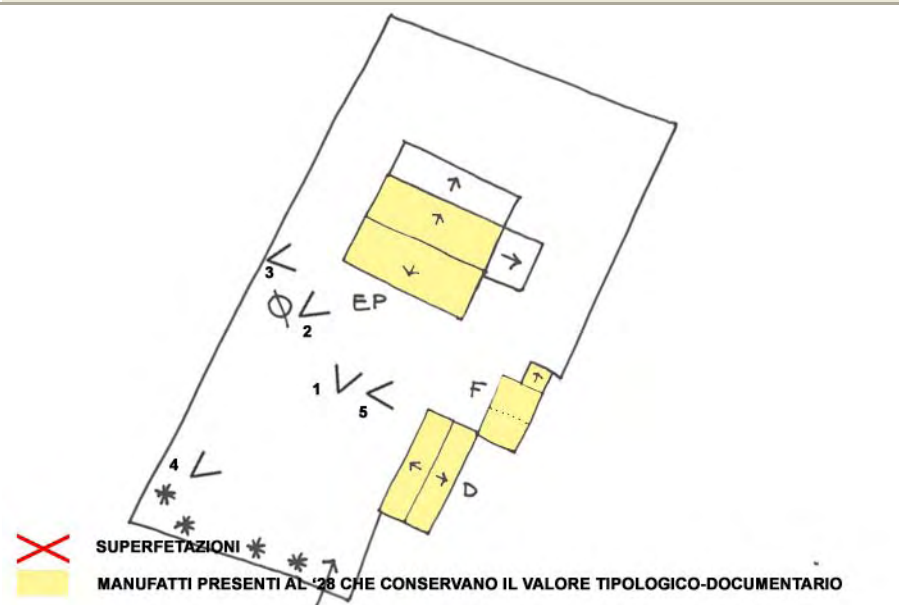 3
EP
2
1
5
F
4
D
SUPERFETAZIONI
MANUFATTI PRESENTI AL '28 CHE CONSERVANO IL VALORE TIPOLOGICO-DOCUMENTARIO